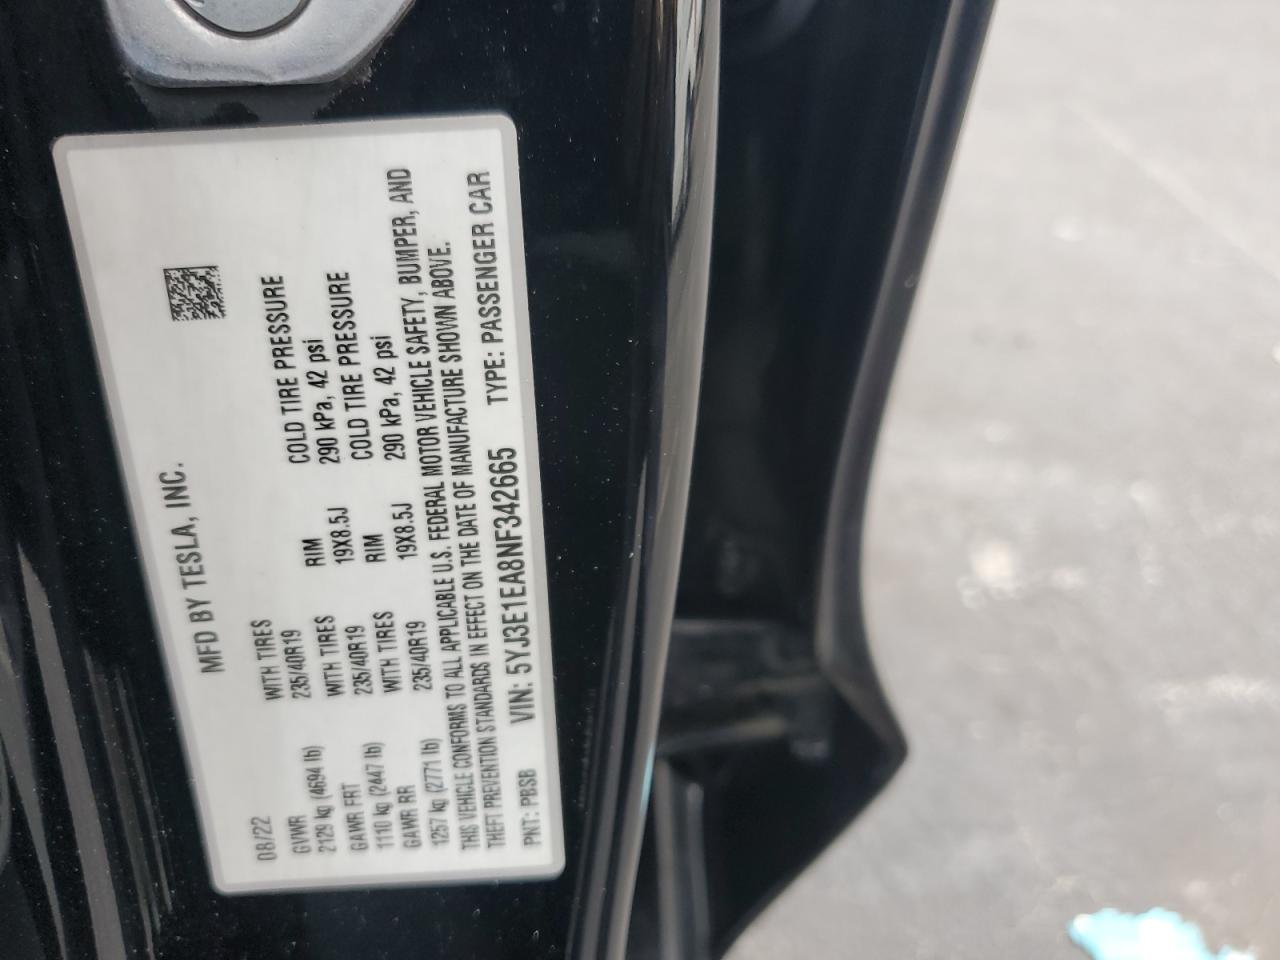 MFD BY TESLA, INC.
08/22
GVWR WITH TIRES RIM COLD TIRE PRESSURE
2129 kg (4694 lb) 235/40R19 19X8.5J 290 kPa, 42 psi
GAWR FRT WITH TIRES RIM COLD TIRE PRESSURE
1110 kg (2447 lb) 235/40R19 19X8.5J 290 kPa, 42 psi
GAWR RR WITH TIRES
1257 kg (2771 lb) 235/40R19
THIS VEHICLE CONFORMS TO ALL APPLICABLE U.S. FEDERAL MOTOR VEHICLE SAFETY, BUMPER, AND
THEFT PREVENTION STANDARDS IN EFFECT ON THE DATE OF MANUFACTURE SHOWN ABOVE.
PNT: PBSB VIN: 5YJ3E1EA8NF342665 TYPE: PASSENGER CAR